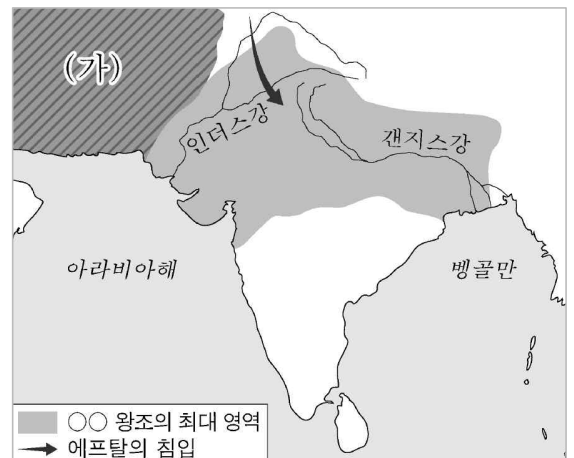 (가)
인더스강
갠지스강
아라비아해
벵골만
○○ 왕조의 최대 영역
에프탈의 침입